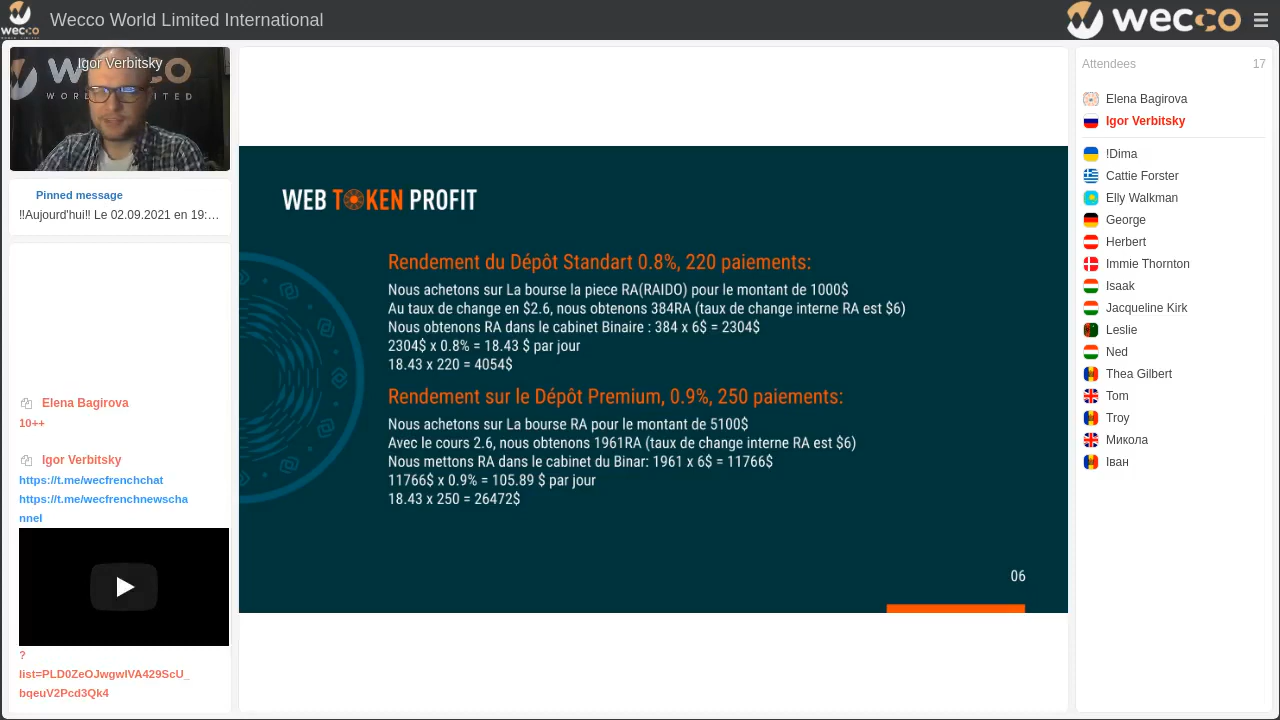 wecco
Wecco World Limited International
wecco
Igor Verbitsky
Pinned message
‼Aujourd'hui‼ Le 02.09.2021 en 19:…
Elena Bagirova
10++
Igor Verbitsky
https://t.me/wecfrenchchat
https://t.me/wecfrenchnewscha
nnel
?
list=PLD0ZeOJwgwIVA429ScU_
bqeuV2Pcd3Qk4
WEB TOKEN PROFIT
Rendement du Dépôt Standart 0.8%, 220 paiements:
Nous achetons sur La bourse la piece RA(RAIDO) pour le montant de 1000$
Au taux de change en $2.6, nous obtenons 384RA (taux de change interne RA est $6)
Nous obtenons RA dans le cabinet Binaire : 384 x 6$ = 2304$
2304$ x 0.8% = 18.43 $ par jour
18.43 x 220 = 4054$
Rendement sur le Dépôt Premium, 0.9%, 250 paiements:
Nous achetons sur La bourse RA pour le montant de 5100$
Avec le cours 2.6, nous obtenons 1961RA (taux de change interne RA est $6)
Nous mettons RA dans le cabinet du Binar: 1961 x 6$ = 11766$
11766$ x 0.9% = 105.89 $ par jour
18.43 x 250 = 26472$
06
Attendees 17
Elena Bagirova
Igor Verbitsky
!Dima
Cattie Forster
Elly Walkman
George
Herbert
Immie Thornton
Isaak
Jacqueline Kirk
Leslie
Ned
Thea Gilbert
Tom
Troy
Микола
Іван